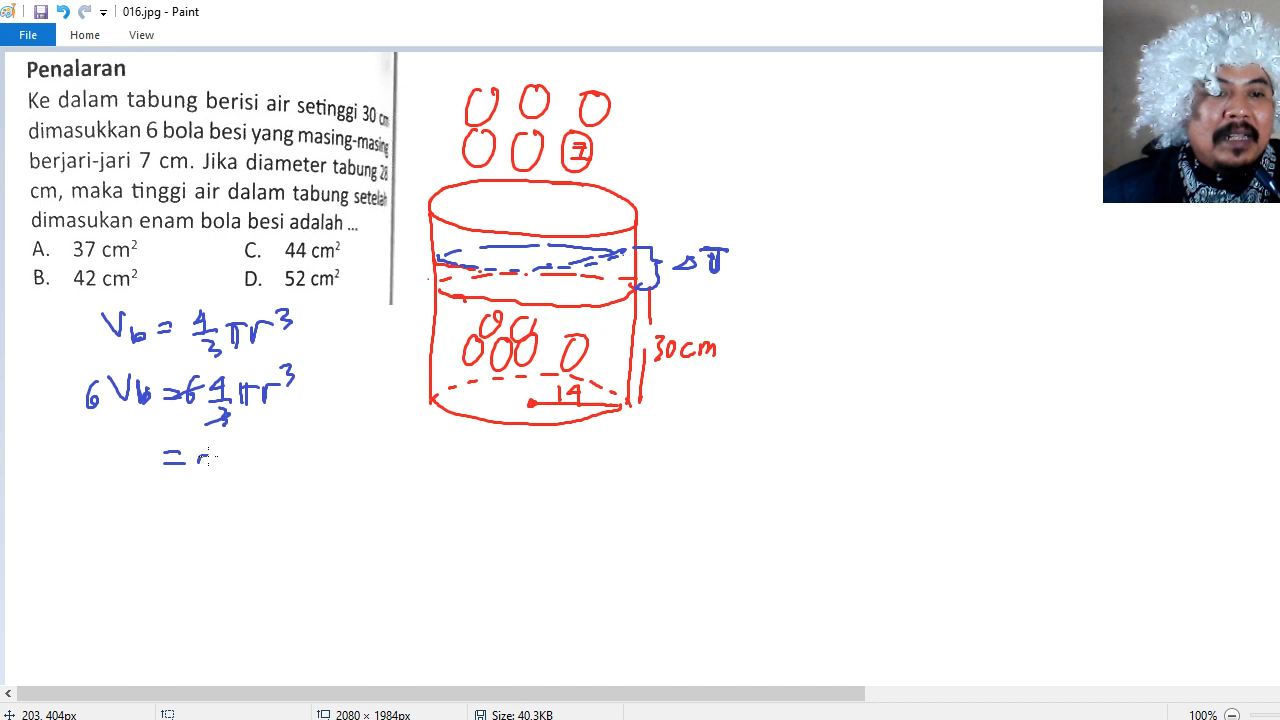 016.jpg - Paint
File Home View
Penalaran
Ke dalam tabung berisi air setinggi 30 cm
dimasukkan 6 bola besi yang masing-masing
berjari-jari 7 cm. Jika diameter tabung 28
cm, maka tinggi air dalam tabung setelah
dimasukan enam bola besi adalah ...
A. 37 cm² C. 44 cm²
B. 42 cm² D. 52 cm²
7
Δ T
30cm
14
Vb = 4/3 πr³
6 Vb = 6 4/3 πr³
=
203, 404px 2080 × 1984px Size: 40.3KB 100%